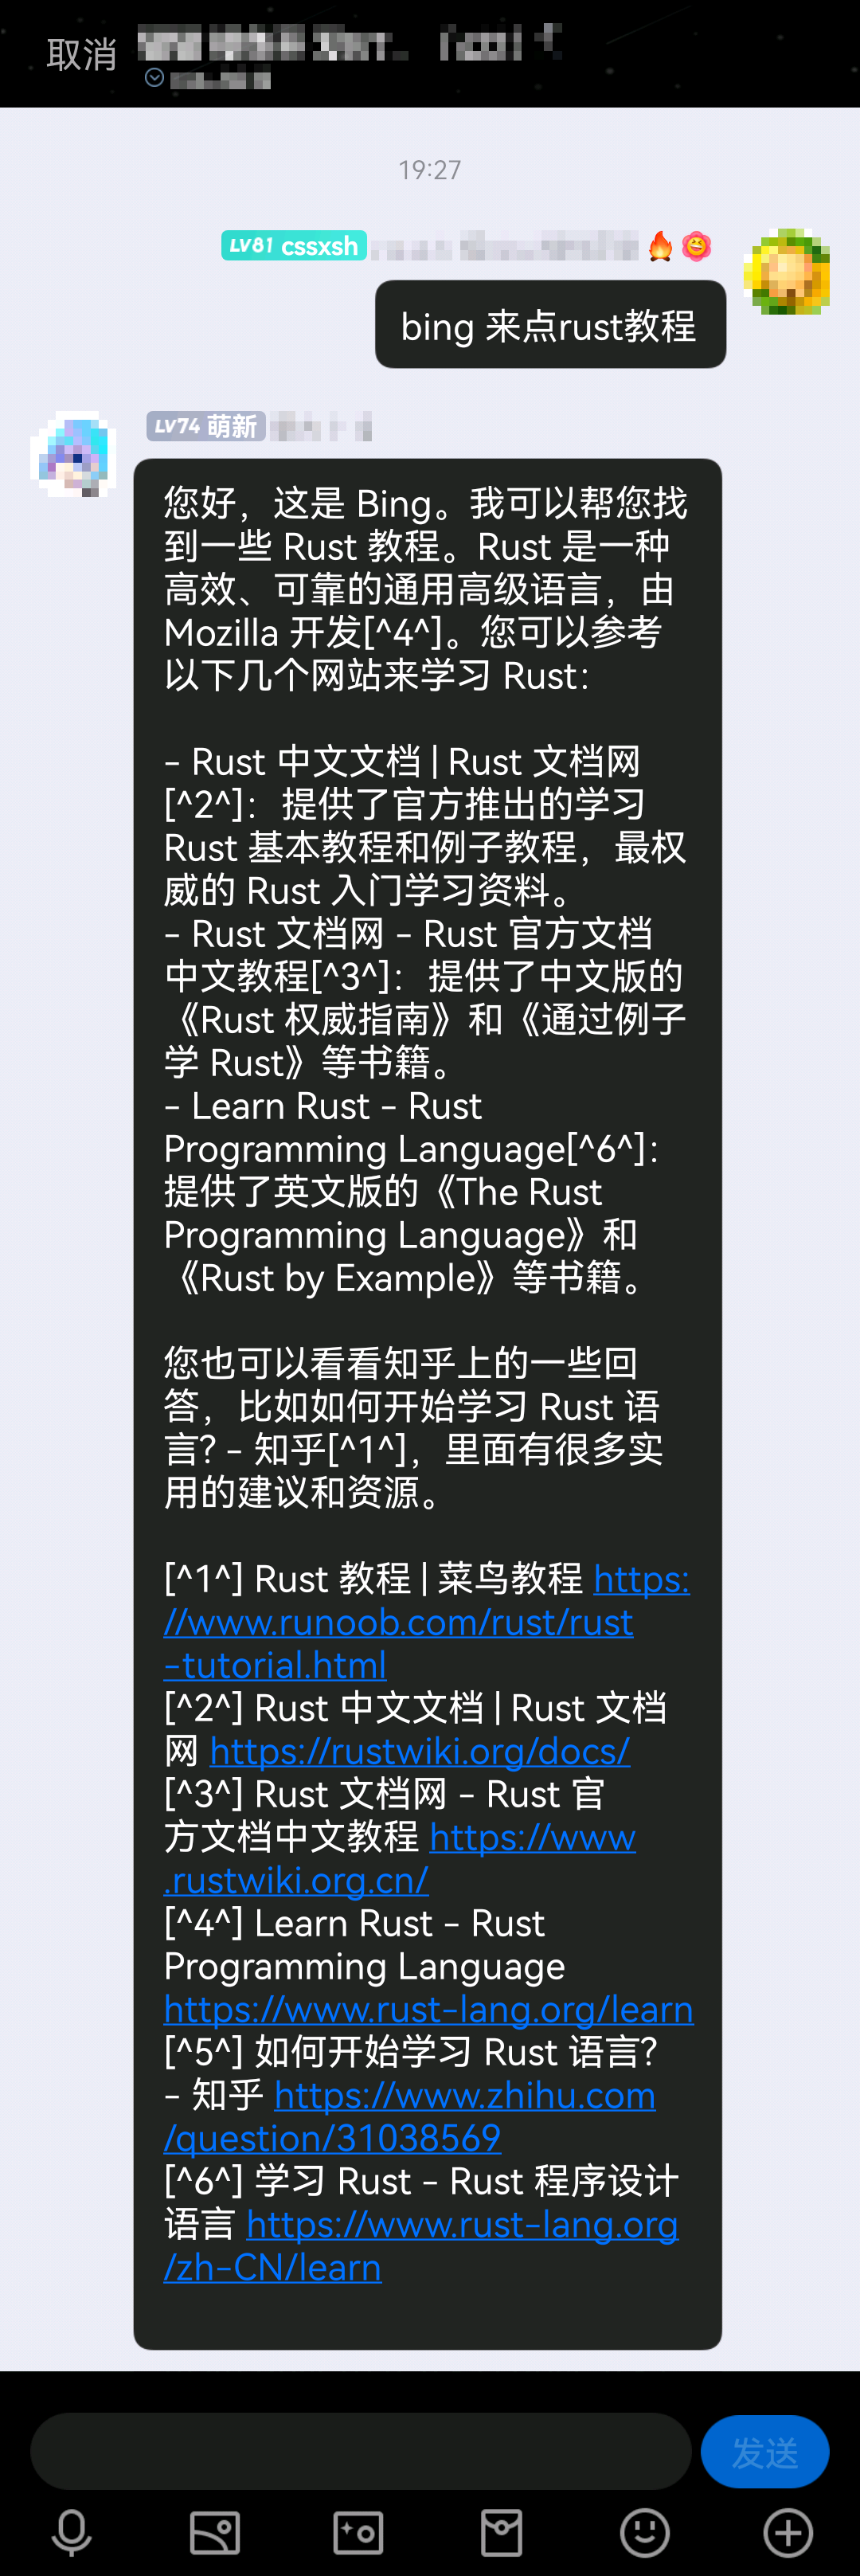 取消
19:27
LV81 cssxsh
bing 来点rust教程
LV74 萌新
您好，这是 Bing。我可以帮您找
到一些 Rust 教程。Rust 是一种
高效、可靠的通用高级语言，由
Mozilla 开发[^4^]。您可以参考
以下几个网站来学习 Rust：
- Rust 中文文档 | Rust 文档网
[^2^]：提供了官方推出的学习
Rust 基本教程和例子教程，最权
威的 Rust 入门学习资料。
- Rust 文档网 - Rust 官方文档
中文教程[^3^]：提供了中文版的
《Rust 权威指南》和《通过例子
学 Rust》等书籍。
- Learn Rust - Rust
Programming Language[^6^]：
提供了英文版的《The Rust
Programming Language》和
《Rust by Example》等书籍。
您也可以看看知乎上的一些回
答，比如如何开始学习 Rust 语
言? - 知乎[^1^]，里面有很多实
用的建议和资源。
[^1^] Rust 教程 | 菜鸟教程 https:
//www.runoob.com/rust/rust
-tutorial.html
[^2^] Rust 中文文档 | Rust 文档
网 https://rustwiki.org/docs/
[^3^] Rust 文档网 - Rust 官
方文档中文教程 https://www
.rustwiki.org.cn/
[^4^] Learn Rust - Rust
Programming Language
https://www.rust-lang.org/learn
[^5^] 如何开始学习 Rust 语言?
- 知乎 https://www.zhihu.com
/question/31038569
[^6^] 学习 Rust - Rust 程序设计
语言 https://www.rust-lang.org
/zh-CN/learn
发送